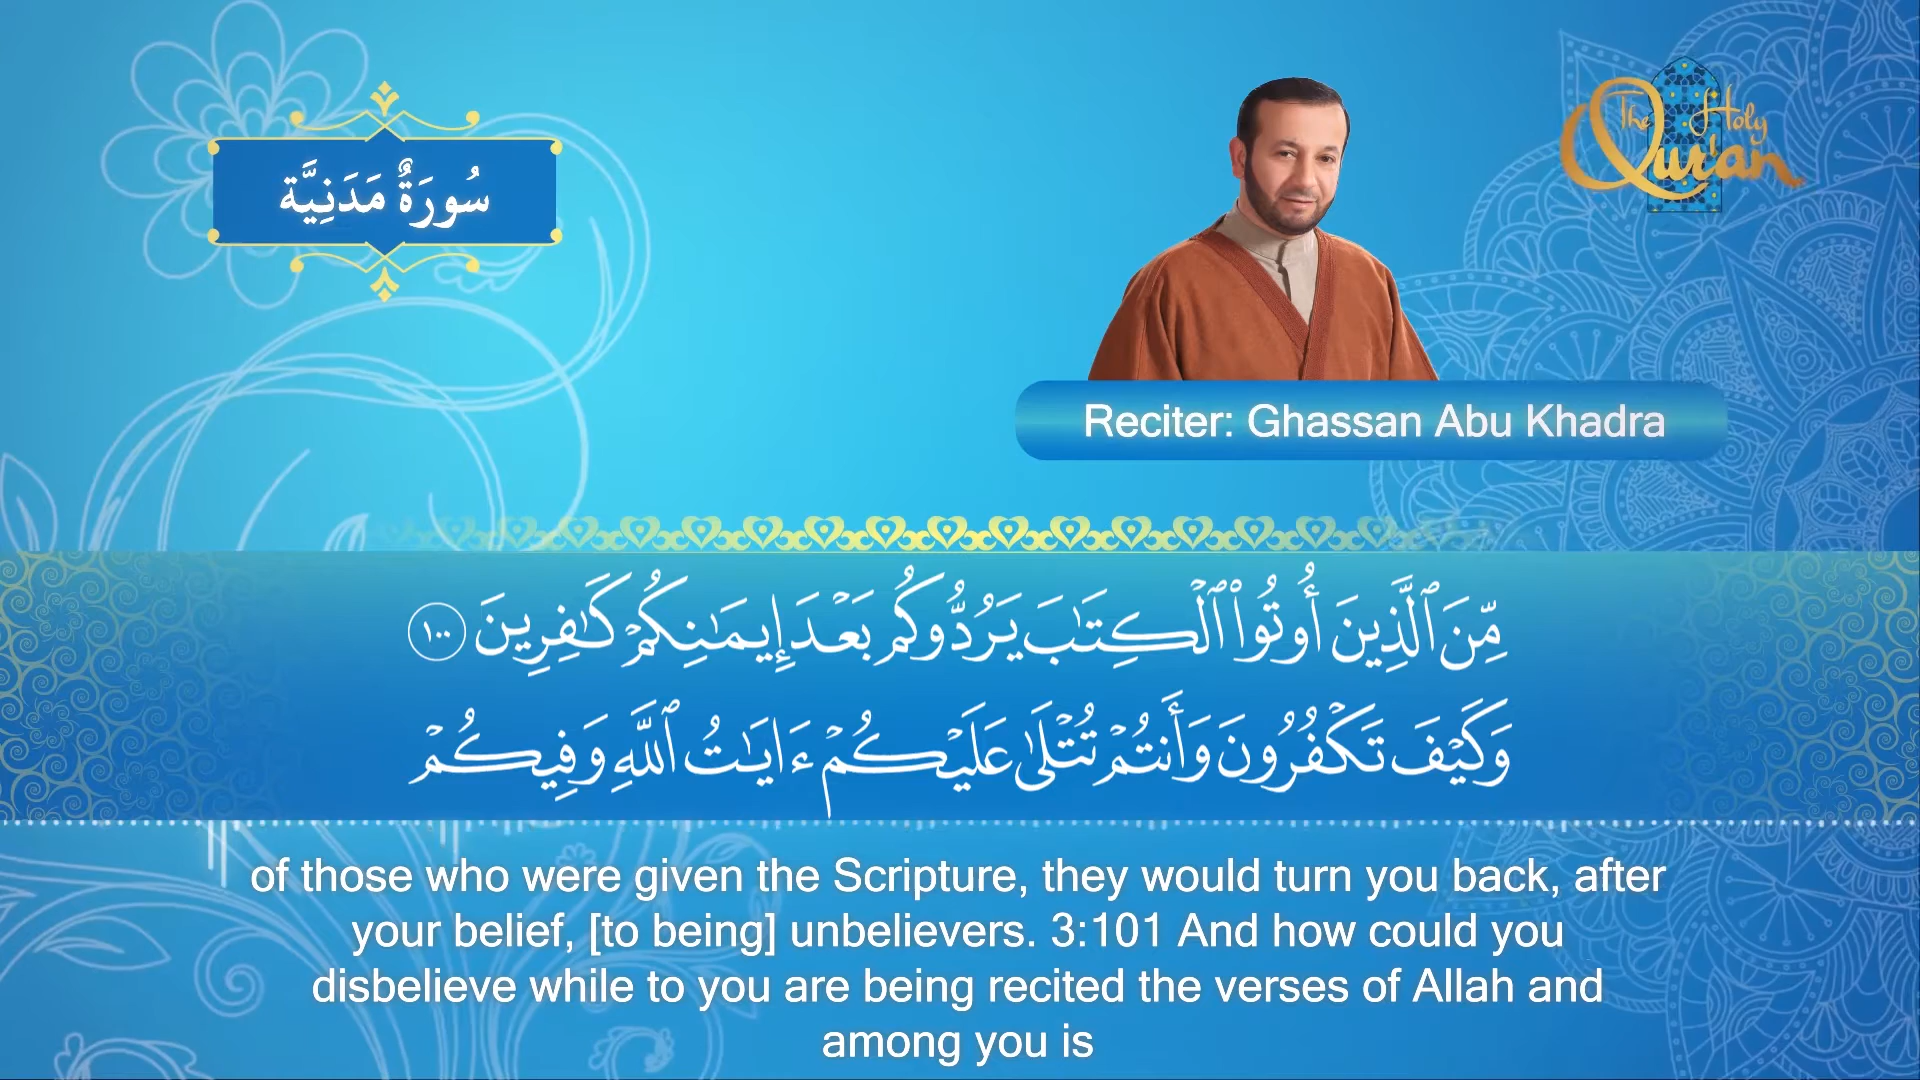 سُورَةٌ مَدَنِيَّة
The Holy
Qur'an
Reciter: Ghassan Abu Khadra
مِّنَ ٱلَّذِينَ أُوتُوا۟ ٱلْكِتَـٰبَ يَرُدُّوكُم بَعْدَ إِيمَـٰنِكُمْ كَـٰفِرِينَ ١٠٠
وَكَيْفَ تَكْفُرُونَ وَأَنتُمْ تُتْلَىٰ عَلَيْكُمْ ءَايَـٰتُ ٱللَّهِ وَفِيكُمْ
of those who were given the Scripture, they would turn you back, after
your belief, [to being] unbelievers. 3:101 And how could you
disbelieve while to you are being recited the verses of Allah and
among you is